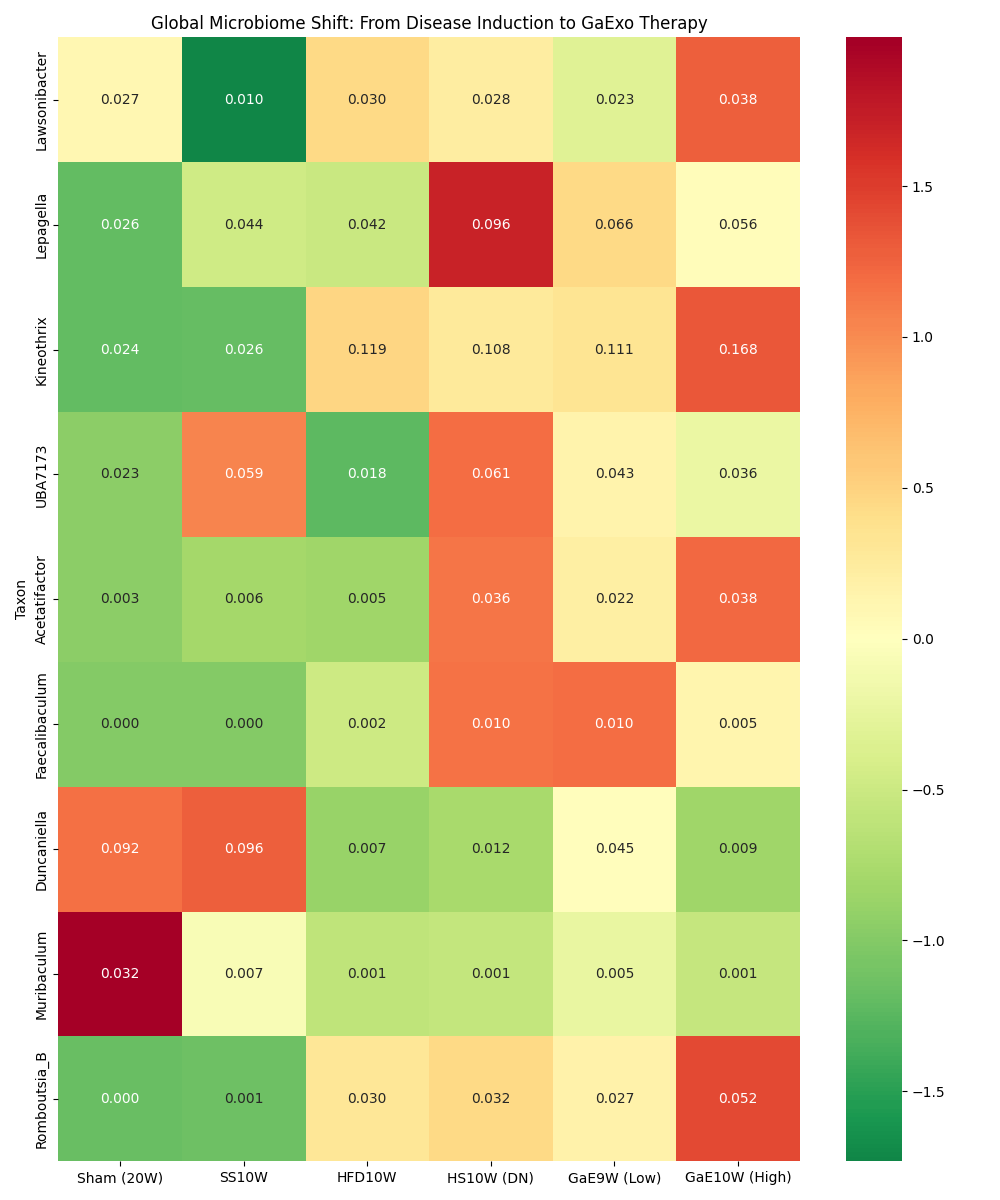 Global Microbiome Shift: From Disease Induction to GaExo Therapy
Taxon
Lawsonibacter 0.027 0.010 0.030 0.028 0.023 0.038
Lepagella 0.026 0.044 0.042 0.096 0.066 0.056
Kineothrix 0.024 0.026 0.119 0.108 0.111 0.168
UBA7173 0.023 0.059 0.018 0.061 0.043 0.036
Acetatifactor 0.003 0.006 0.005 0.036 0.022 0.038
Faecalibaculum 0.000 0.000 0.002 0.010 0.010 0.005
Duncaniella 0.092 0.096 0.007 0.012 0.045 0.009
Muribaculum 0.032 0.007 0.001 0.001 0.005 0.001
Romboutsia_B 0.000 0.001 0.030 0.032 0.027 0.052
Sham (20W) SS10W HFD10W HS10W (DN) GaE9W (Low) GaE10W (High)
1.5
1.0
0.5
0.0
−0.5
−1.0
−1.5